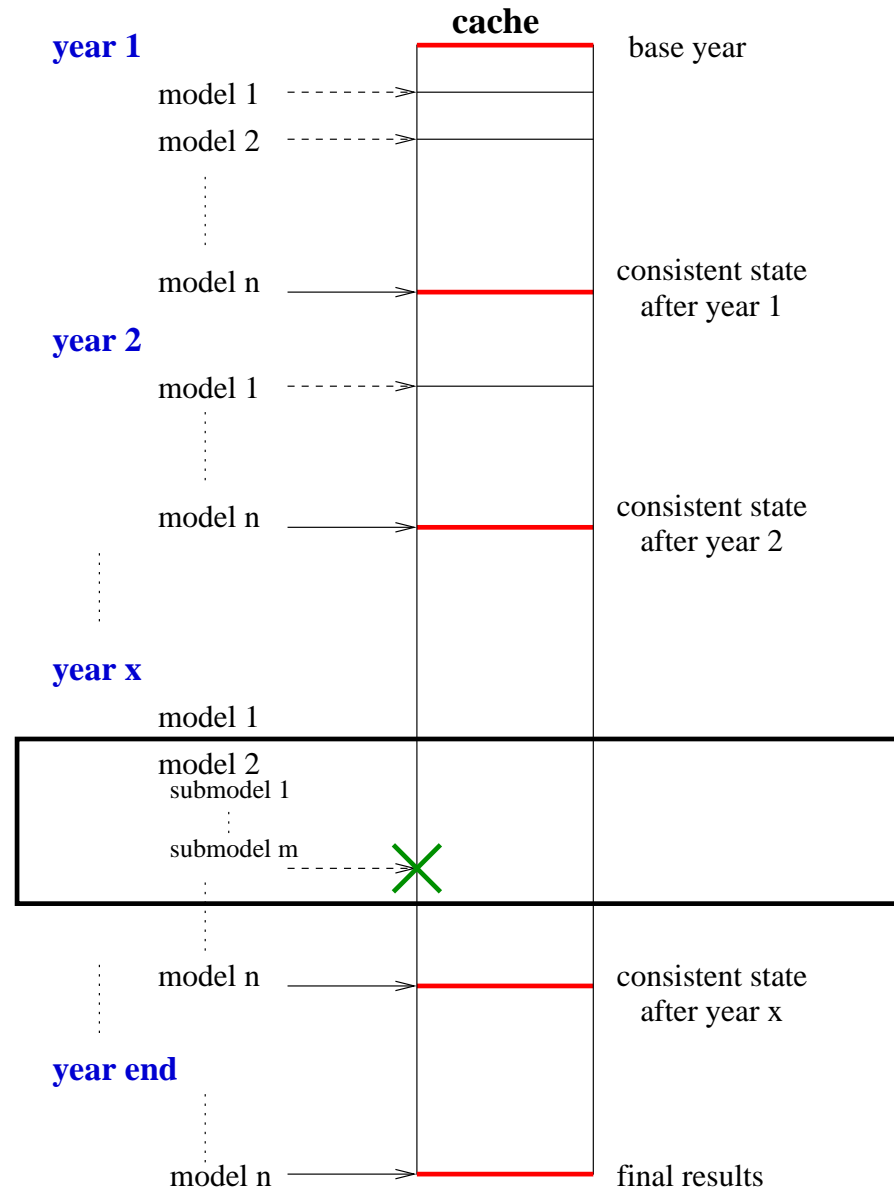 cache
year 1
base year
model 1
model 2
model n
consistent state
after year 1
year 2
model 1
model n
consistent state
after year 2
year x
model 1
model 2
submodel 1
submodel m
model n
consistent state
after year x
year end
model n
final results